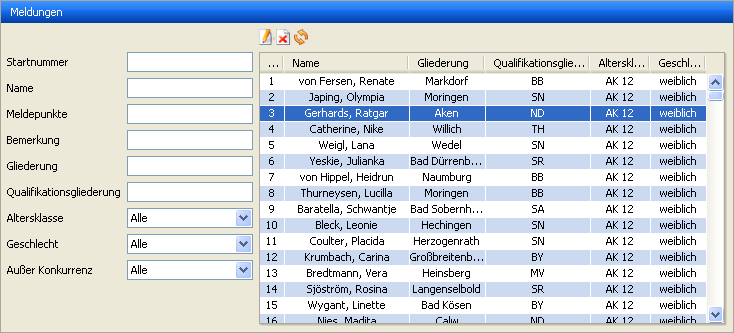 Meldungen
Startnummer
Name
Meldepunkte
Bemerkung
Gliederung
Qualifikationsgliederung
Altersklasse Alle
Geschlecht Alle
Außer Konkurrenz Alle
... Name Gliederung Qualifikationsglie... Alterskl... Geschl...
1 von Fersen, Renate Markdorf BB AK 12 weiblich
2 Japing, Olympia Moringen SN AK 12 weiblich
3 Gerhards, Ratgar Aken ND AK 12 weiblich
4 Catherine, Nike Willich TH AK 12 weiblich
5 Weigl, Lana Wedel SN AK 12 weiblich
6 Yeskie, Julianka Bad Dürrenb... SR AK 12 weiblich
7 von Hippel, Heidrun Naumburg BB AK 12 weiblich
8 Thurneysen, Lucilla Moringen BB AK 12 weiblich
9 Baratella, Schwantje Bad Sobernh... SA AK 12 weiblich
10 Bleck, Leonie Hechingen SN AK 12 weiblich
11 Coulter, Placida Herzogenrath SN AK 12 weiblich
12 Krumbach, Carina Großbreitenb... BY AK 12 weiblich
13 Bredtmann, Vera Heinsberg MV AK 12 weiblich
14 Sjöström, Rosina Langenselbold SR AK 12 weiblich
15 Wygant, Linette Bad Kösen BY AK 12 weiblich
16 Nies, Madita Calw ND AK 12 weiblich